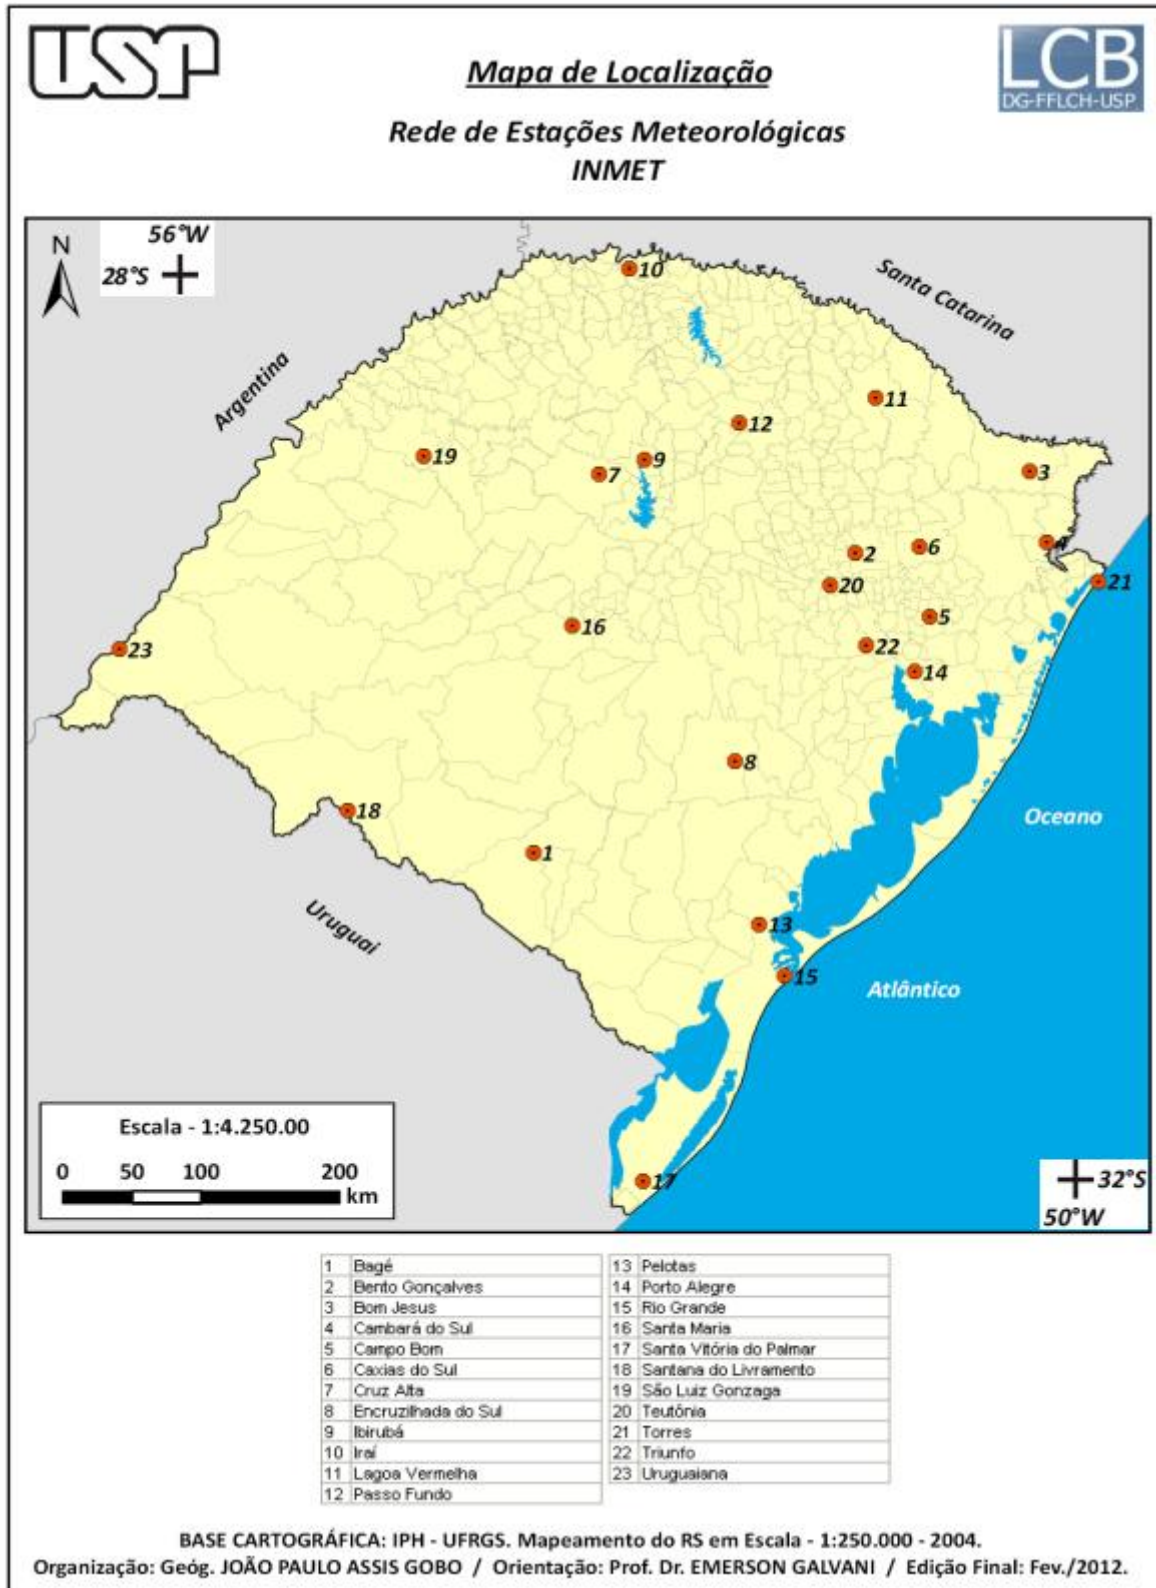 USP
LCB
DG-FFLCH-USP
Mapa de Localização
Rede de Estações Meteorológicas
INMET
N
56°W
28°S
Santa Catarina
Argentina
10
11
12
19
9
7
3
2
6
4
20
21
5
16
23
22
14
8
18
Oceano
1
Uruguai
13
15
Atlântico
17
Escala - 1:4.250.00
0 50 100 200
km
32°S
50°W
1 Bagé
2 Bento Gonçalves
3 Bom Jesus
4 Cambará do Sul
5 Campo Bom
6 Caxias do Sul
7 Cruz Alta
8 Encruzilhada do Sul
9 Ibirubá
10 Iraí
11 Lagoa Vermelha
12 Passo Fundo
13 Pelotas
14 Porto Alegre
15 Rio Grande
16 Santa Maria
17 Santa Vitória do Palmar
18 Santana do Livramento
19 São Luiz Gonzaga
20 Teutônia
21 Torres
22 Triunfo
23 Uruguaiana
BASE CARTOGRÁFICA: IPH - UFRGS. Mapeamento do RS em Escala - 1:250.000 - 2004.
Organização: Geóg. JOÃO PAULO ASSIS GOBO / Orientação: Prof. Dr. EMERSON GALVANI / Edição Final: Fev./2012.